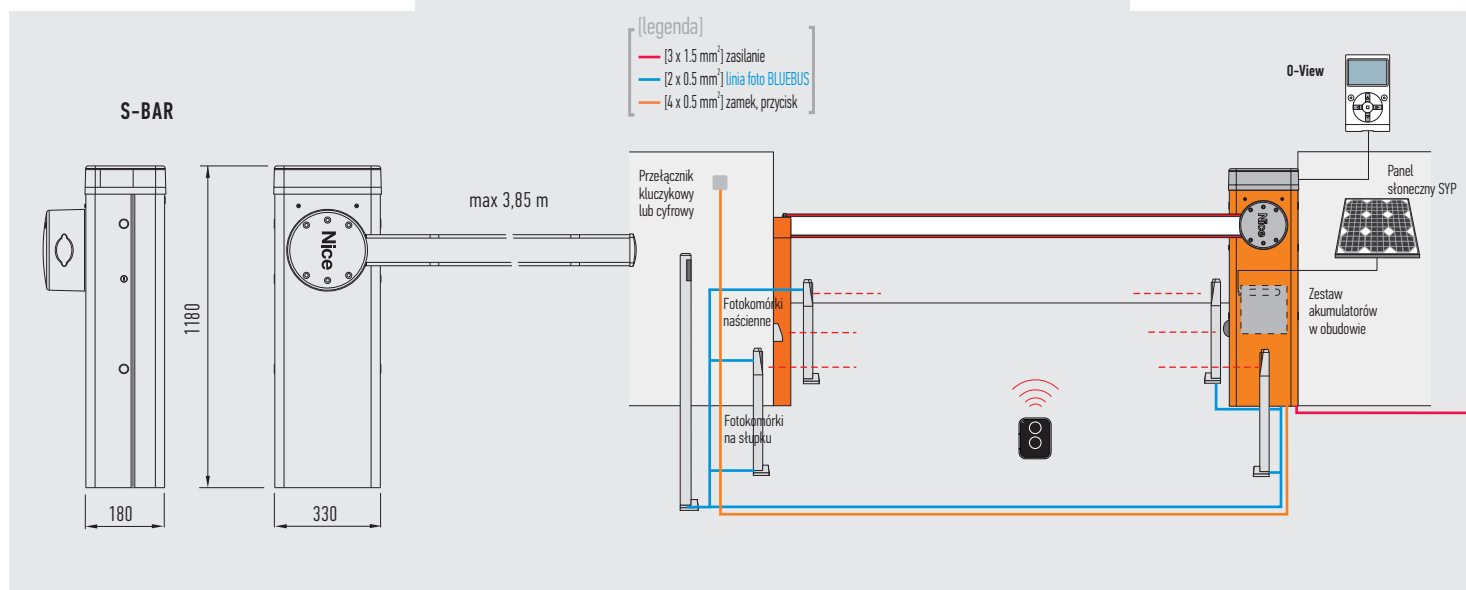 [legenda]
[3 x 1.5 mm²] zasilanie
[2 x 0.5 mm²] linia foto BLUEBUS
[4 x 0.5 mm²] zamek, przycisk
S-BAR
1180
180
330
Nice
max 3,85 m
Przełącznik
kluczykowy
lub cyfrowy
Fotokomórki
naścienne
Fotokomórki
na słupku
Nice
O-View
Panel
słoneczny SYP
Zestaw
akumulatorów
w obudowie